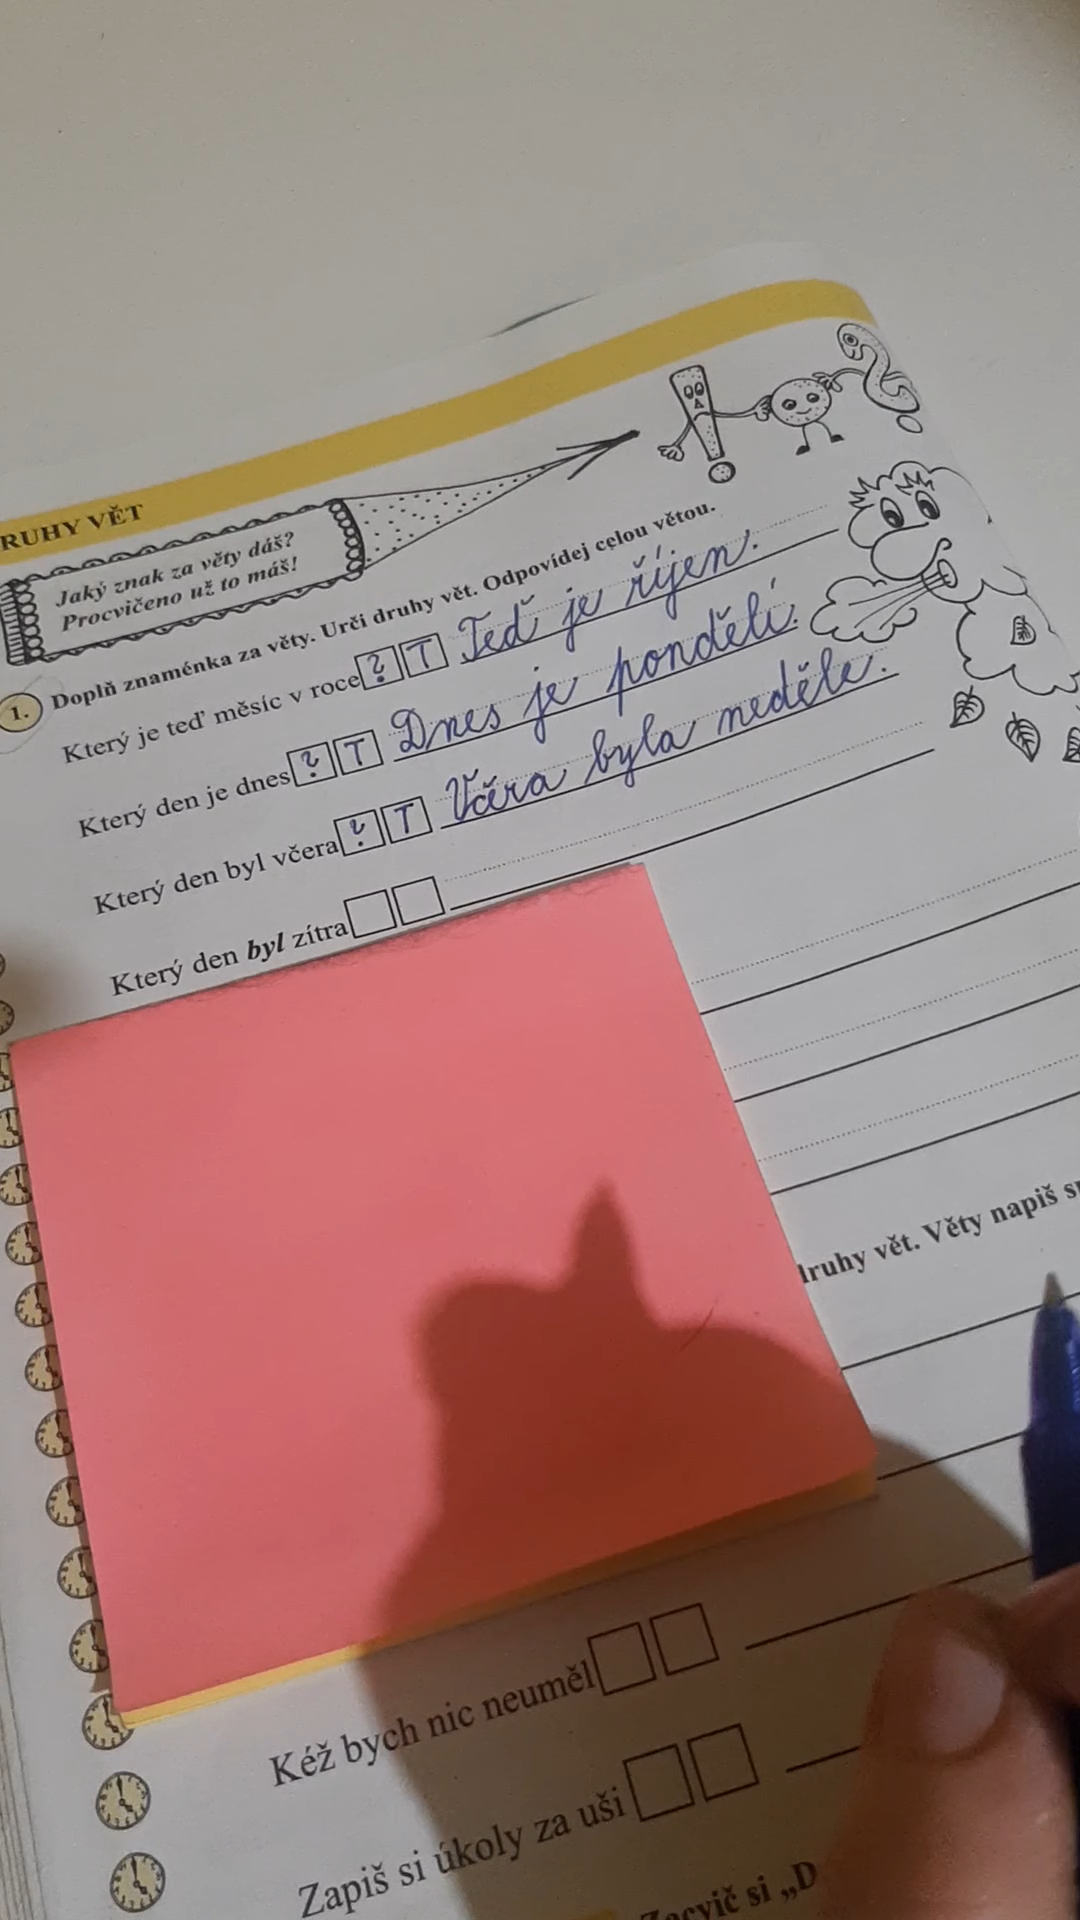 RUHY VĚT
Jaký znak za věty dáš?
Procvičeno už to máš!
1. Doplň znaménka za věty. Urči druhy vět. Odpovídej celou větou.
Který je teď měsíc v roce ? T Teď je říjen.
Který den je dnes ? T Dnes je pondělí.
Který den byl včera ? T Včera byla neděle.
Který den byl zítra
druhy vět. Věty napiš
Kéž bych nic neuměl
Zapiš si úkoly za uši
si „D